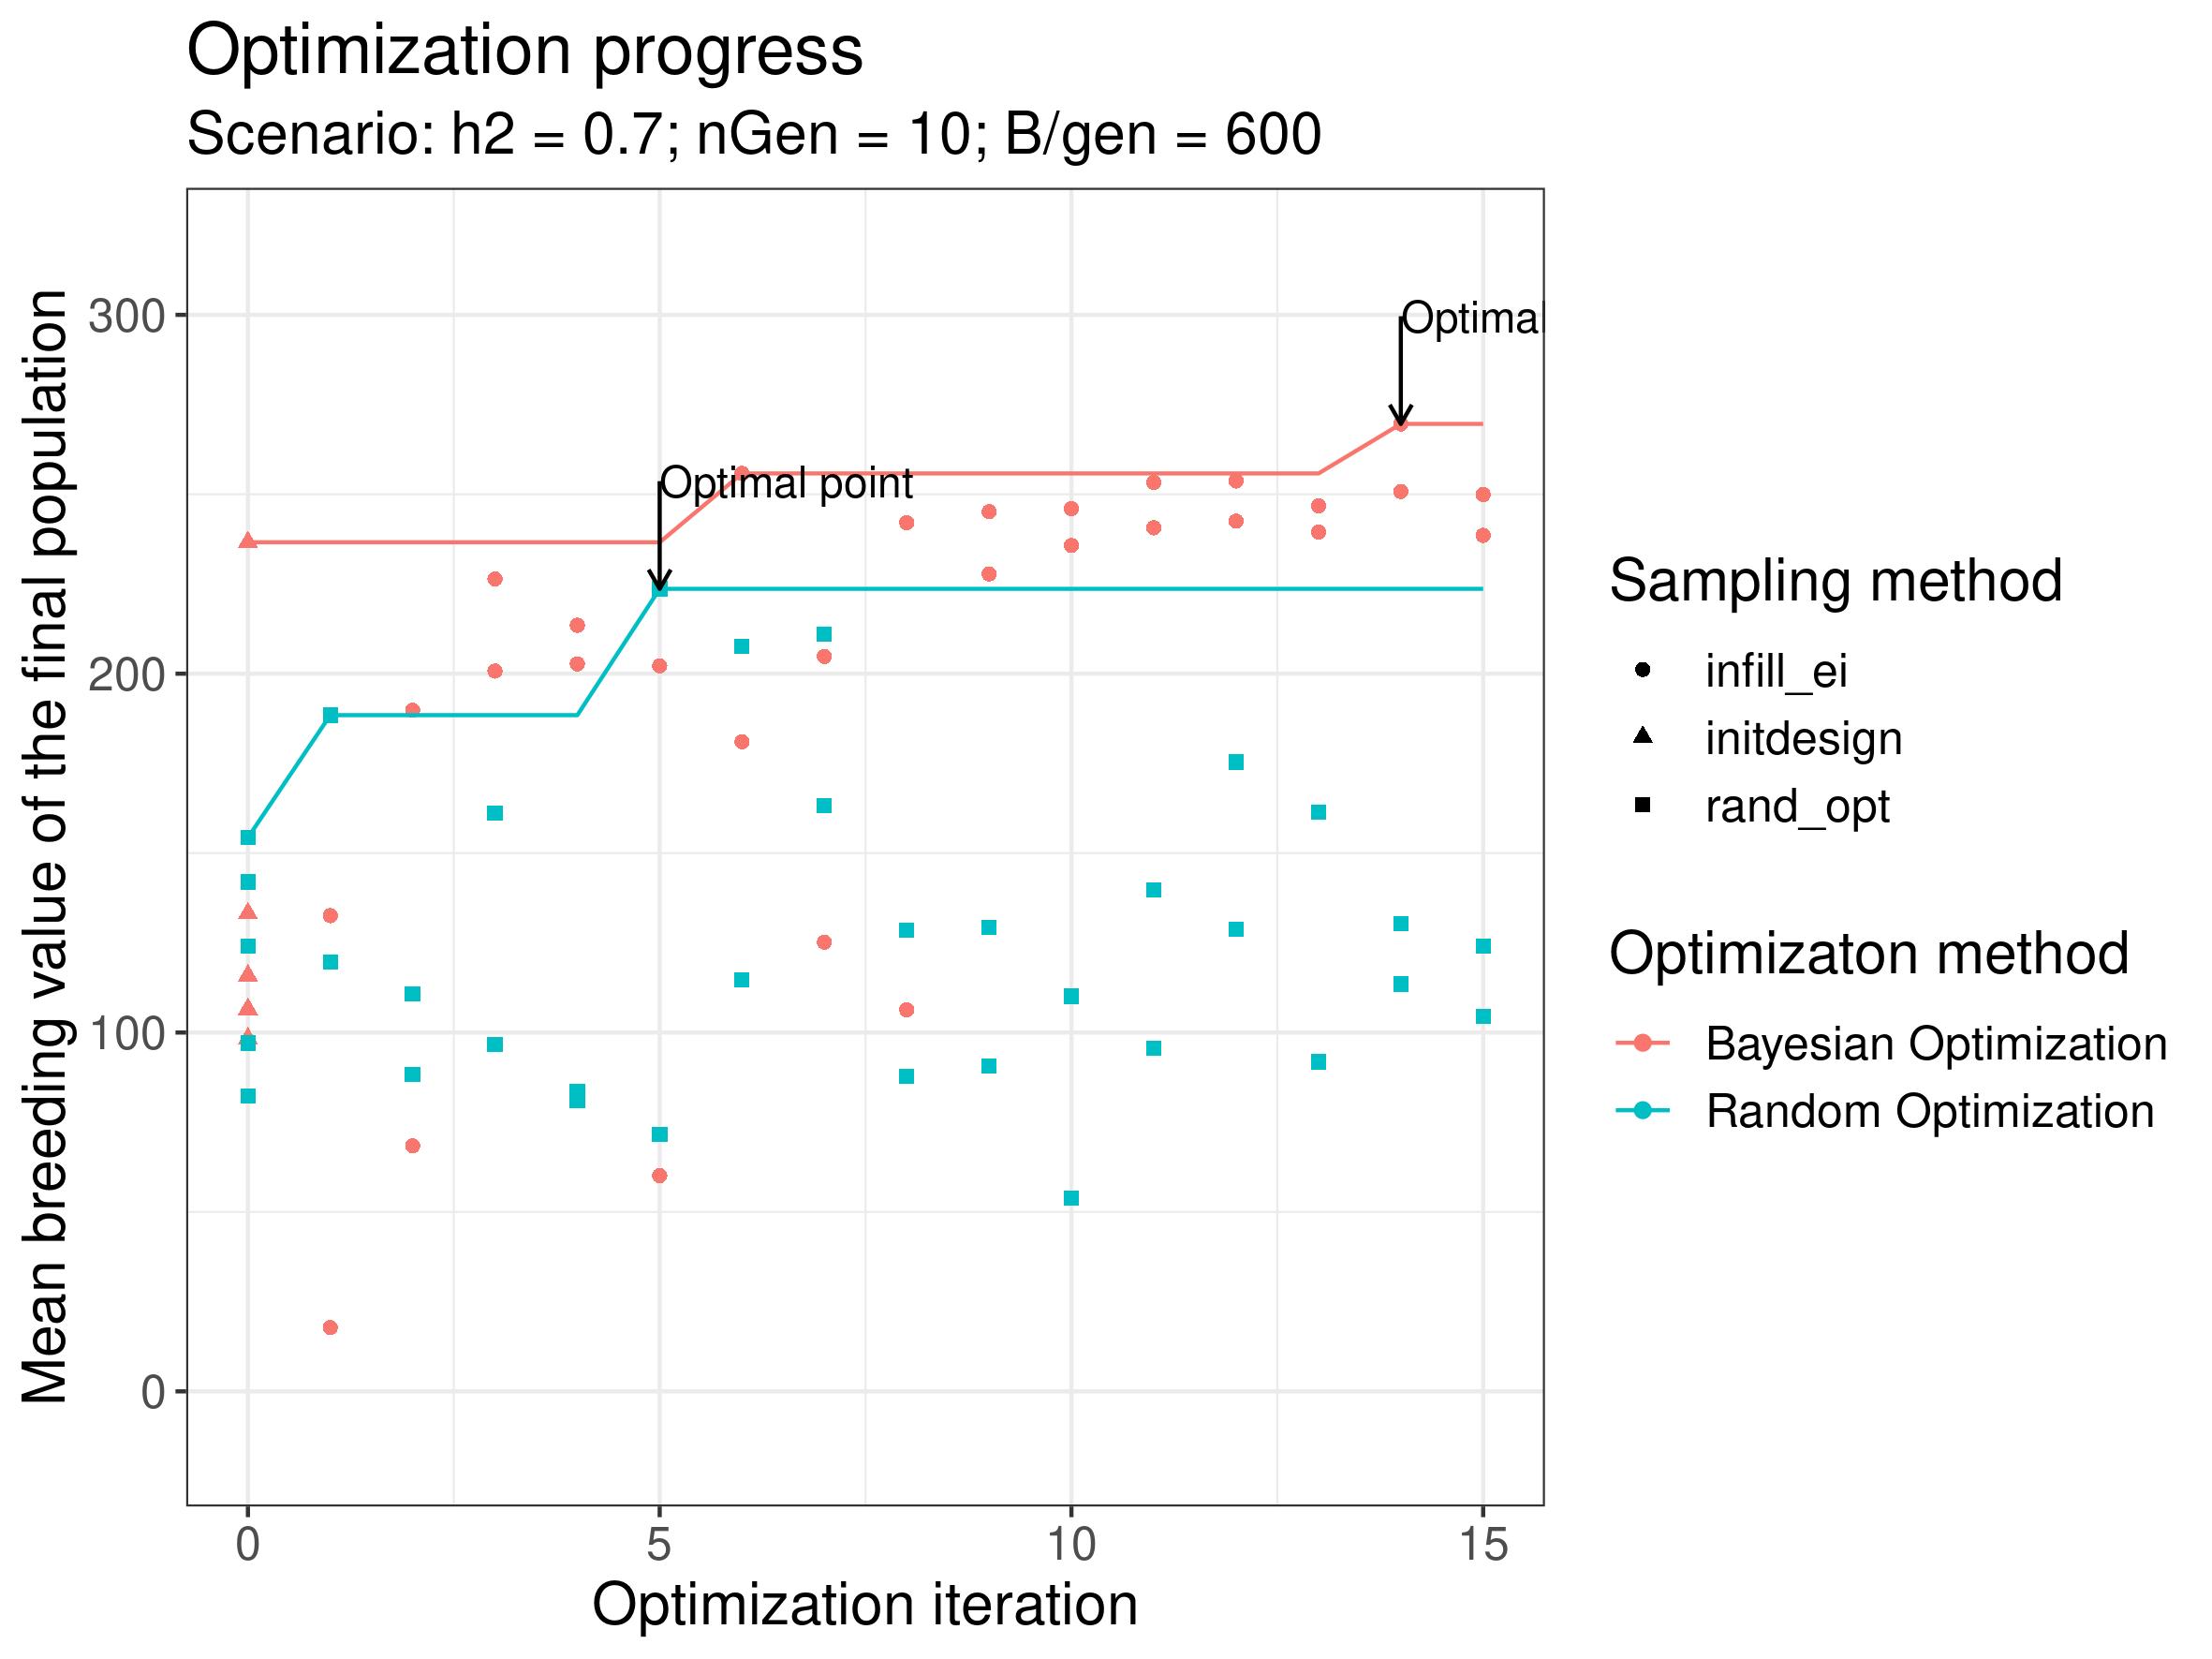 Optimization progress
Scenario: h2 = 0.7; nGen = 10; B/gen = 600
Mean breeding value of the final population
300
200
100
0
Optimal
Optimal point
0
5
10
15
Optimization iteration
Sampling method
infill_ei
initdesign
rand_opt
Optimizaton method
Bayesian Optimization
Random Optimization